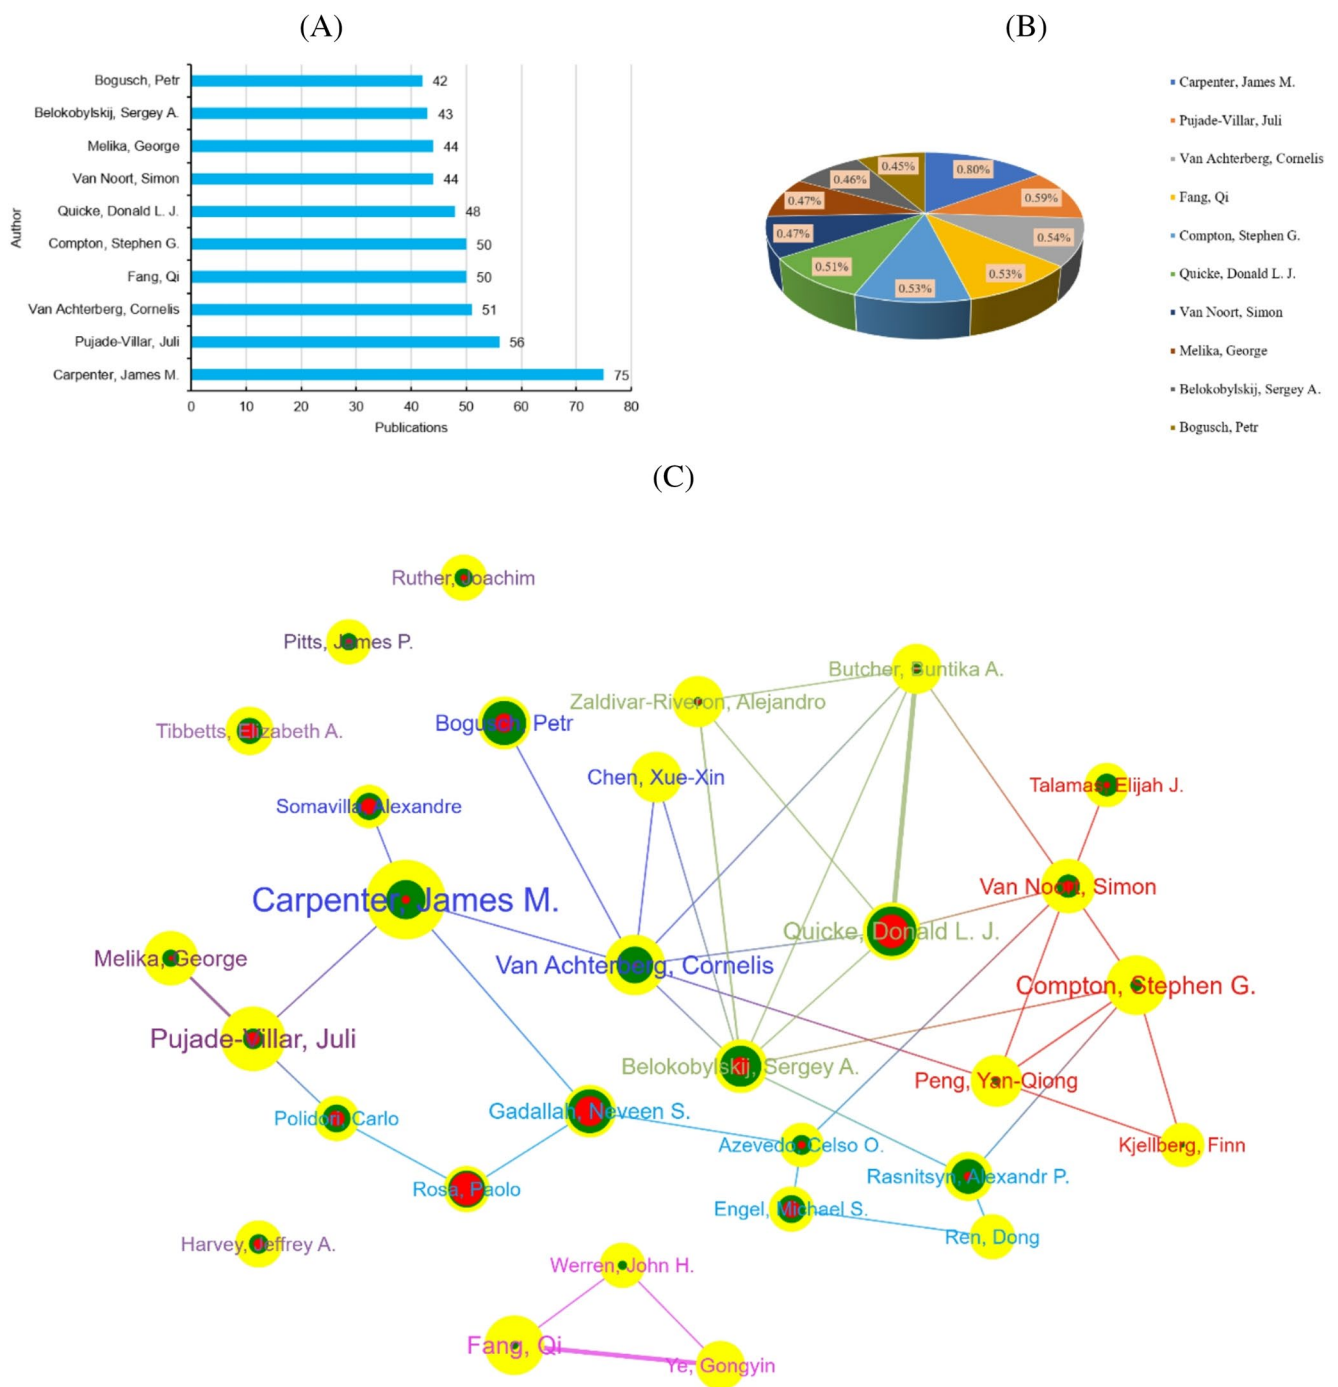 (A)
Bogusch, Petr
42
Belokobylskij, Sergey A.
43
Melika, George
44
Van Noort, Simon
44
Quicke, Donald L. J.
48
Compton, Stephen G.
50
Fang, Qi
50
Van Achterberg, Cornelis
51
Pujade-Villar, Juli
56
Carpenter, James M.
75
Author
0 10 20 30 40 50 60 70 80
Publications
(B)
0.45%
0.80%
0.46%
0.59%
0.47%
0.47%
0.54%
0.51%
0.53%
0.53%
Carpenter, James M.
Pujade-Villar, Juli
Van Achterberg, Cornelis
Fang, Qi
Compton, Stephen G.
Quicke, Donald L. J.
Van Noort, Simon
Melika, George
Belokobylskij, Sergey A.
Bogusch, Petr
(C)
Ruther, Joachim
Pitts, James P.
Butcher, Buntika A.
Zaldivar-Riveron, Alejandro
Bogusch, Petr
Tibbetts, Elizabeth A.
Chen, Xue-Xin
Talamas, Elijah J.
Somavilla, Alexandre
Van Noort, Simon
Carpenter, James M.
Quicke, Donald L. J.
Melika, George
Van Achterberg, Cornelis
Compton, Stephen G.
Pujade-Villar, Juli
Belokobylskij, Sergey A.
Peng, Yan-Qiong
Gadallah, Neveen S.
Polidori, Carlo
Azevedo, Celso O.
Kjellberg, Finn
Rasnitsyn, Alexandr P.
Rosa, Paolo
Engel, Michael S.
Ren, Dong
Harvey, Jeffrey A.
Werren, John H.
Fang, Qi
Ye, Gongyin